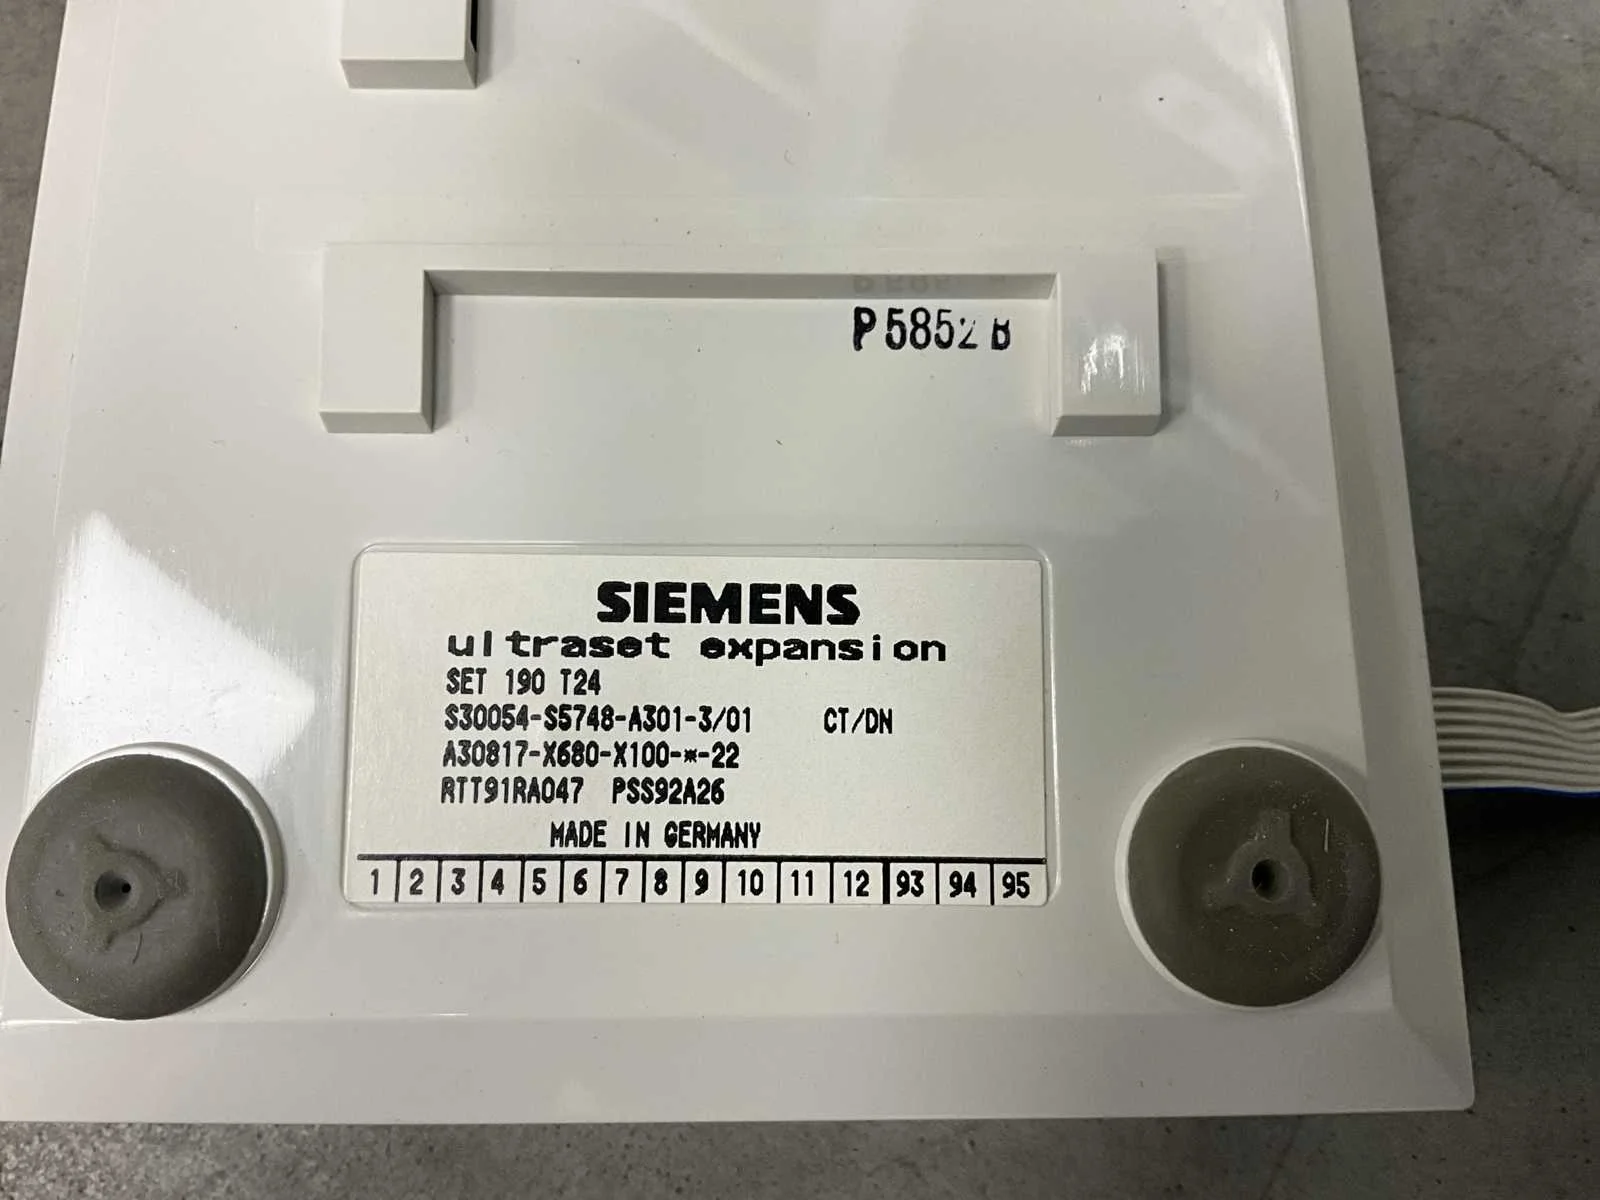 P5852B
SIEMENS
ultraset expansion
SET 190 T24
S30054-S5748-A301-3/01 CT/DN
A30817-X680-X100-*-22
RTT91RA047 PSS92A26
MADE IN GERMANY
1 2 3 4 5 6 7 8 9 10 11 12 93 94 95